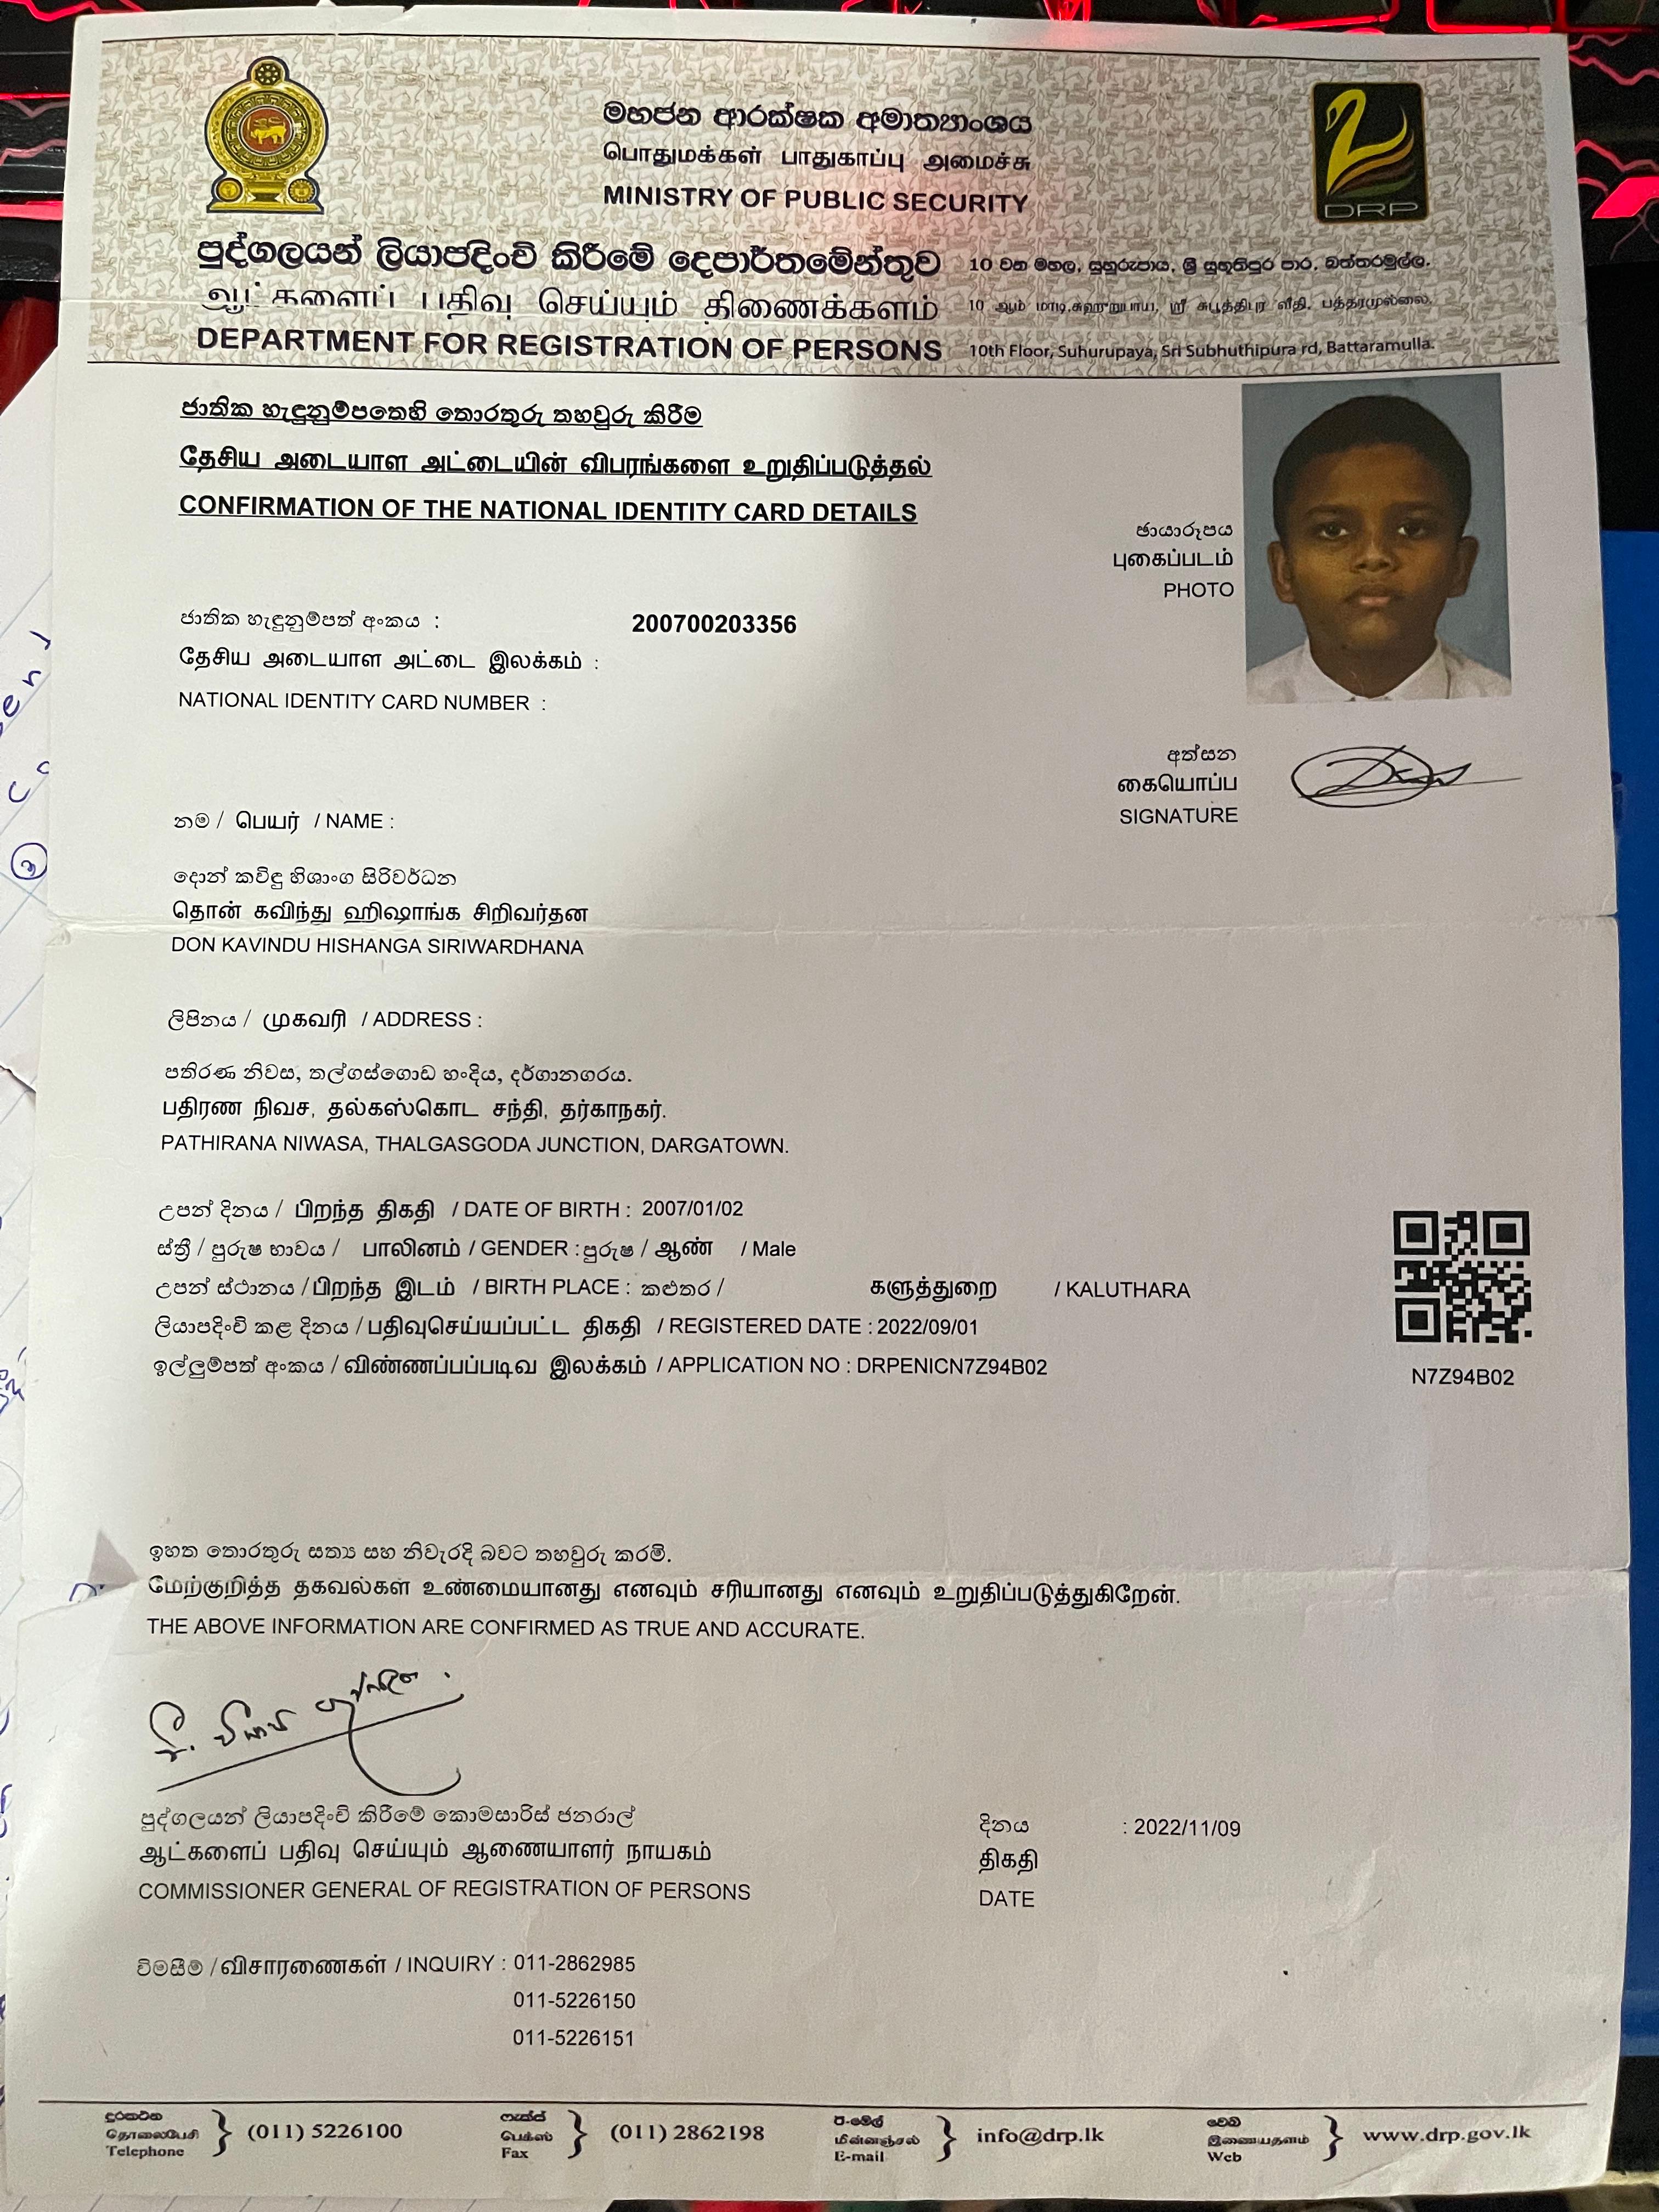 මහජන ආරක්ෂක අමාත්‍යාංශය
பொதுமக்கள் பாதுகாப்பு அமைச்சு
MINISTRY OF PUBLIC SECURITY
DRP
පුද්ගලයන් ලියාපදිංචි කිරීමේ දෙපාර්තමේන්තුව
ஆட்களைப் பதிவு செய்யும் திணைக்களம்
DEPARTMENT FOR REGISTRATION OF PERSONS
10 වන මහල, සුහුරුපාය, ශ්‍රී සුභූතිපුර පාර, බත්තරමුල්ල.
10 ஆம் மாடி,சுஹுறுபாய, ஸ்ரீ சுபூத்திபுர வீதி, பத்தரமுல்லை.
10th Floor, Suhurupaya, Sri Subhuthipura rd, Battaramulla.
ජාතික හැඳුනුම්පතෙහි තොරතුරු තහවුරු කිරීම
தேசிய அடையாள அட்டையின் விபரங்களை உறுதிப்படுத்தல்
CONFIRMATION OF THE NATIONAL IDENTITY CARD DETAILS
ඡායාරූපය
புகைப்படம்
PHOTO
ජාතික හැඳුනුම්පත් අංකය : 200700203356
தேசிய அடையாள அட்டை இலக்கம் :
NATIONAL IDENTITY CARD NUMBER :
අත්සන
கையொப்ப
SIGNATURE
නම / பெயர் / NAME :
දොන් කවිඳු හිශාංග සිරිවර්ධන
தொன் கவிந்து ஹிஷாங்க சிறிவர்தன
DON KAVINDU HISHANGA SIRIWARDHANA
ලිපිනය / முகவரி / ADDRESS :
පතිරණ නිවස, තල්ගස්ගොඩ හංදිය, දර්ගානගරය.
பதிரண நிவச, தல்கஸ்கொட சந்தி, தர்காநகர்.
PATHIRANA NIWASA, THALGASGODA JUNCTION, DARGATOWN.
උපන් දිනය / பிறந்த திகதி / DATE OF BIRTH : 2007/01/02
ස්ත්‍රී / පුරුෂ භාවය / பாலினம் / GENDER : පුරුෂ / ஆண் / Male
උපන් ස්ථානය / பிறந்த இடம் / BIRTH PLACE : කළුතර / களுத்துறை / KALUTHARA
ලියාපදිංචි කළ දිනය / பதிவுசெய்யப்பட்ட திகதி / REGISTERED DATE : 2022/09/01
ඉල්ලුම්පත් අංකය / விண்ணப்பப்படிவ இலக்கம் / APPLICATION NO : DRPENICN7Z94B02
N7Z94B02
ඉහත තොරතුරු සත්‍ය සහ නිවැරදි බවට තහවුරු කරමි.
மேற்குறித்த தகவல்கள் உண்மையானது எனவும் சரியானது எனவும் உறுதிப்படுத்துகிறேன்.
THE ABOVE INFORMATION ARE CONFIRMED AS TRUE AND ACCURATE.
පුද්ගලයන් ලියාපදිංචි කිරීමේ කොමසාරිස් ජනරාල්
ஆட்களைப் பதிவு செய்யும் ஆணையாளர் நாயகம்
COMMISSIONER GENERAL OF REGISTRATION OF PERSONS
දිනය : 2022/11/09
திகதி
DATE
විමසීම් / விசாரணைகள் / INQUIRY : 011-2862985
011-5226150
011-5226151
දුරකථන
தொலைபேசி
Telephone
(011) 5226100
ෆැක්ස්
பெக்ஸ்
Fax
(011) 2862198
ඊ-මේල්
மின்னஞ்சல்
E-mail
info@drp.lk
වෙබ්
இணையதளம்
Web
www.drp.gov.lk